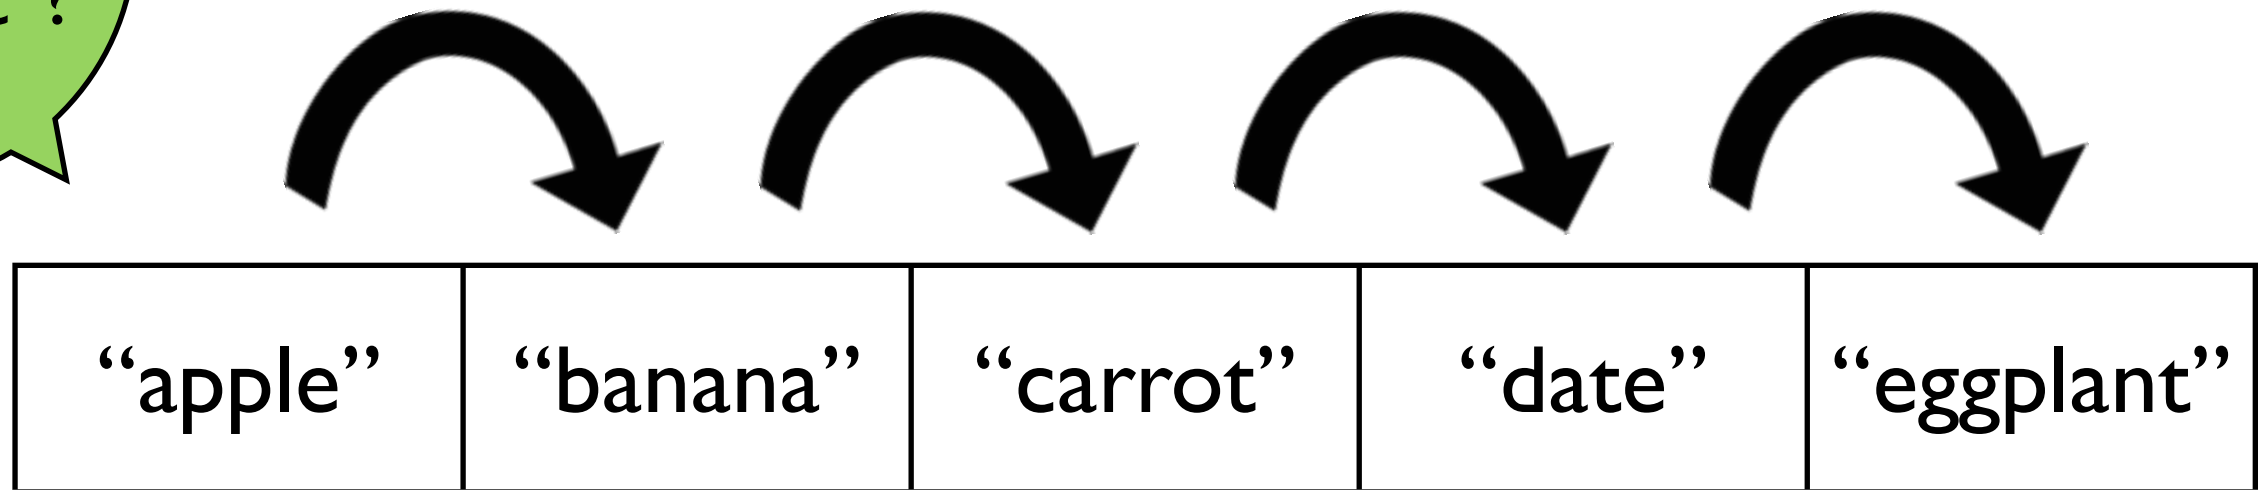 “apple” “banana” “carrot” “date” “eggplant”